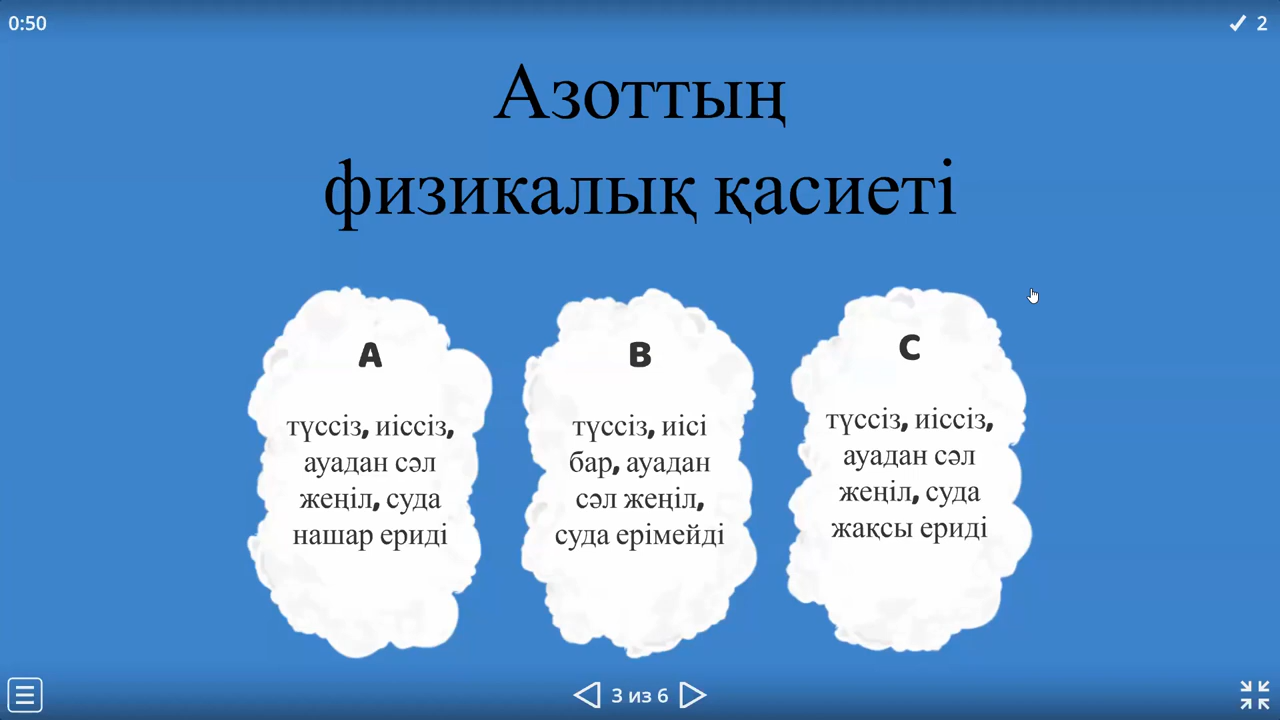 0:50
2
Азоттың
физикалық қасиеті
A
түссіз, иіссіз,
ауадан сәл
жеңіл, суда
нашар ериді
B
түссіз, иісі
бар, ауадан
сәл жеңіл,
суда ерімейді
C
түссіз, иіссіз,
ауадан сәл
жеңіл, суда
жақсы ериді
3 из 6